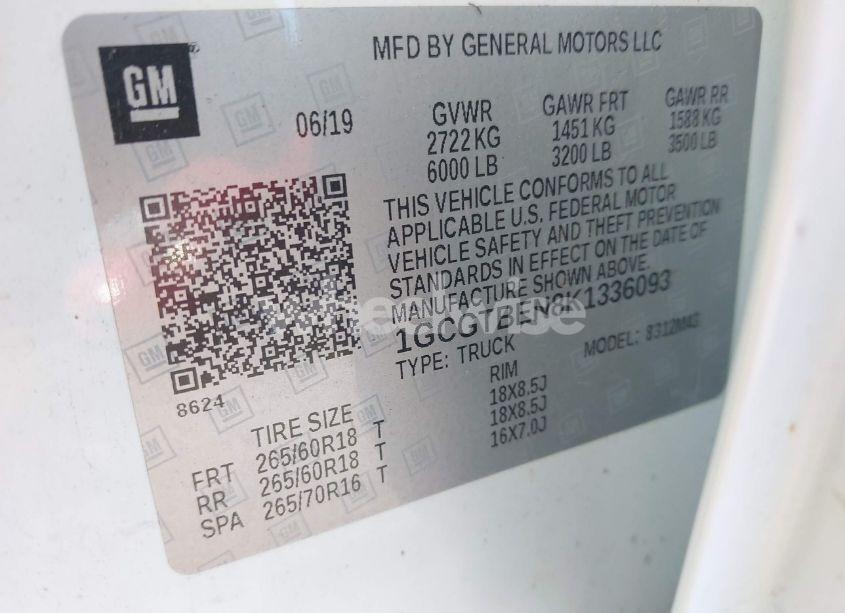 GM
MFD BY GENERAL MOTORS LLC
06/19
GVWR GAWR FRT GAWR RR
2722 KG 1451 KG 1588 KG
6000 LB 3200 LB 3500 LB
THIS VEHICLE CONFORMS TO ALL
APPLICABLE U.S. FEDERAL MOTOR
VEHICLE SAFETY AND THEFT PREVENTION
STANDARDS IN EFFECT ON THE DATE OF
MANUFACTURE SHOWN ABOVE.
1GCGTBEN8K1336093
TYPE: TRUCK MODEL:
8624
TIRE SIZE RIM
FRT 265/60R18 T 18X8.5J
RR 265/60R18 T 18X8.5J
SPA 265/70R16 T 16X7.0J